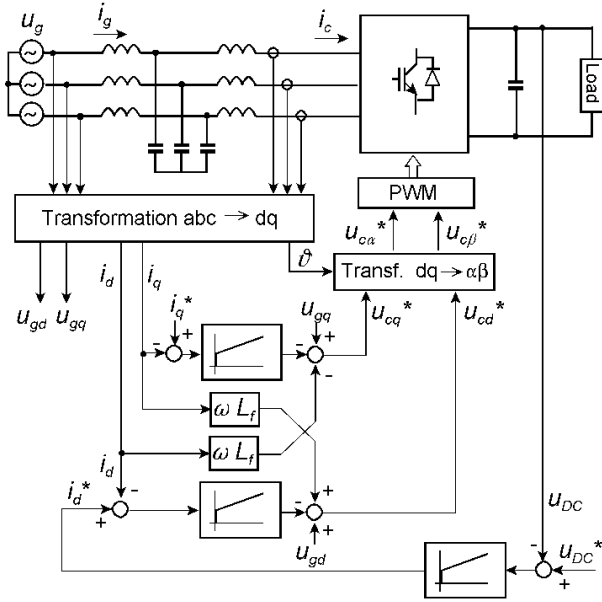 u_g
i_g
i_c
~
~
~
Load
PWM
Transformation abc → dq
u_cα*
u_cβ*
i_d
i_q
ϑ
Transf. dq → αβ
u_gd
u_gq
i_q*
u_gq
u_cq*
u_cd*
+
-
-
+
-
ω L_f
ω L_f
i_d
i_d*
-
+
+
+
-
+
u_gd
u_DC
u_DC*
-
+